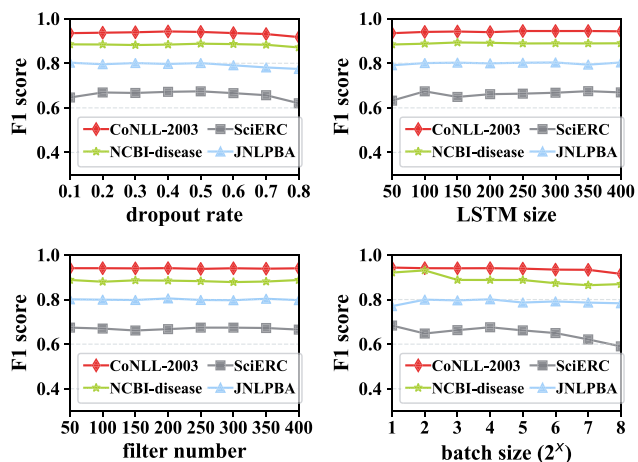 1.0
0.8
0.6
0.4
F1 score
CoNLL-2003
SciERC
NCBI-disease
JNLPBA
0.1 0.2 0.3 0.4 0.5 0.6 0.7 0.8
dropout rate
1.0
0.8
0.6
0.4
F1 score
CoNLL-2003
SciERC
NCBI-disease
JNLPBA
50 100 150 200 250 300 350 400
LSTM size
1.0
0.8
0.6
0.4
F1 score
CoNLL-2003
SciERC
NCBI-disease
JNLPBA
50 100 150 200 250 300 350 400
filter number
1.0
0.8
0.6
0.4
F1 score
CoNLL-2003
SciERC
NCBI-disease
JNLPBA
1 2 3 4 5 6 7 8
batch size (2^x)